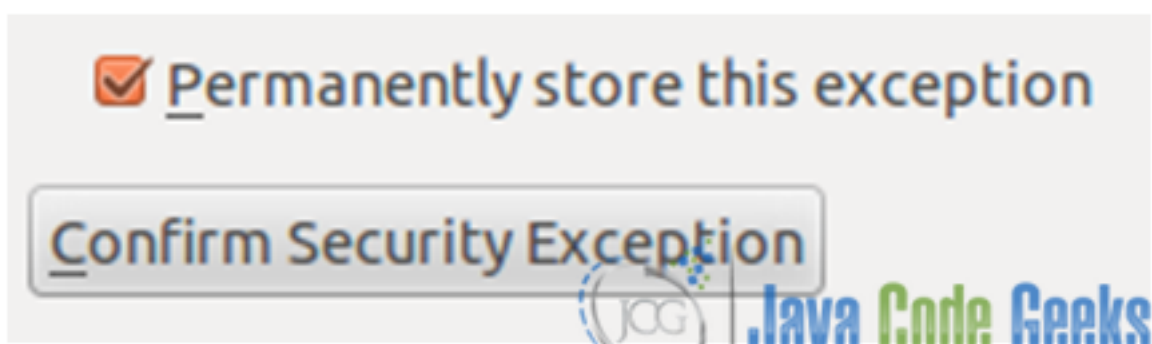 Permanently store this exception
Confirm Security Exception
JCG
Java Code Geeks